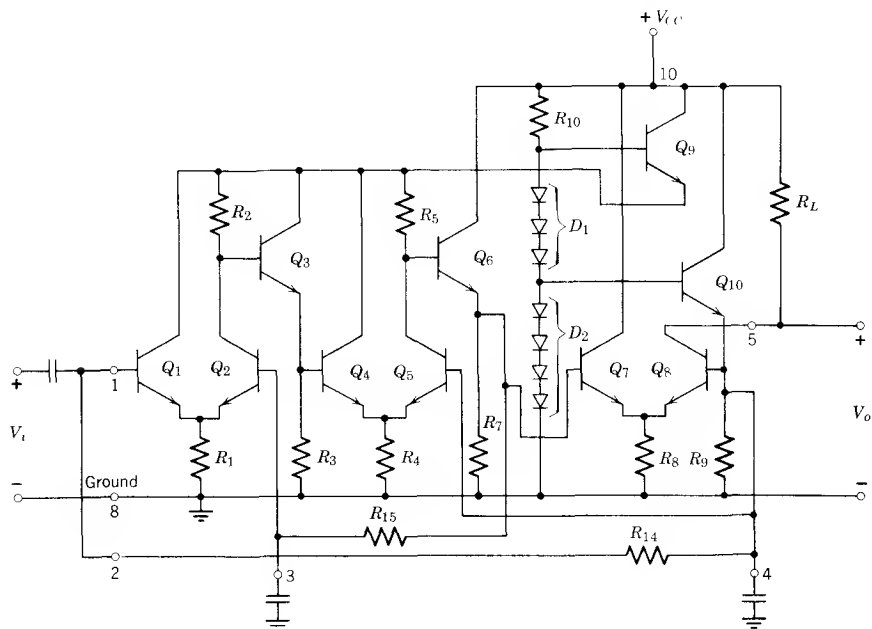 + V_CC
10
R_10
Q_9
R_2
R_5
R_L
Q_3
Q_6
D_1
Q_10
D_2
5
+
+
1
Q_1
Q_2
Q_4
Q_5
Q_7
Q_8
V_i
R_7
V_o
R_1
R_3
R_4
R_8
R_9
Ground
−
8
−
R_15
R_14
2
3
4